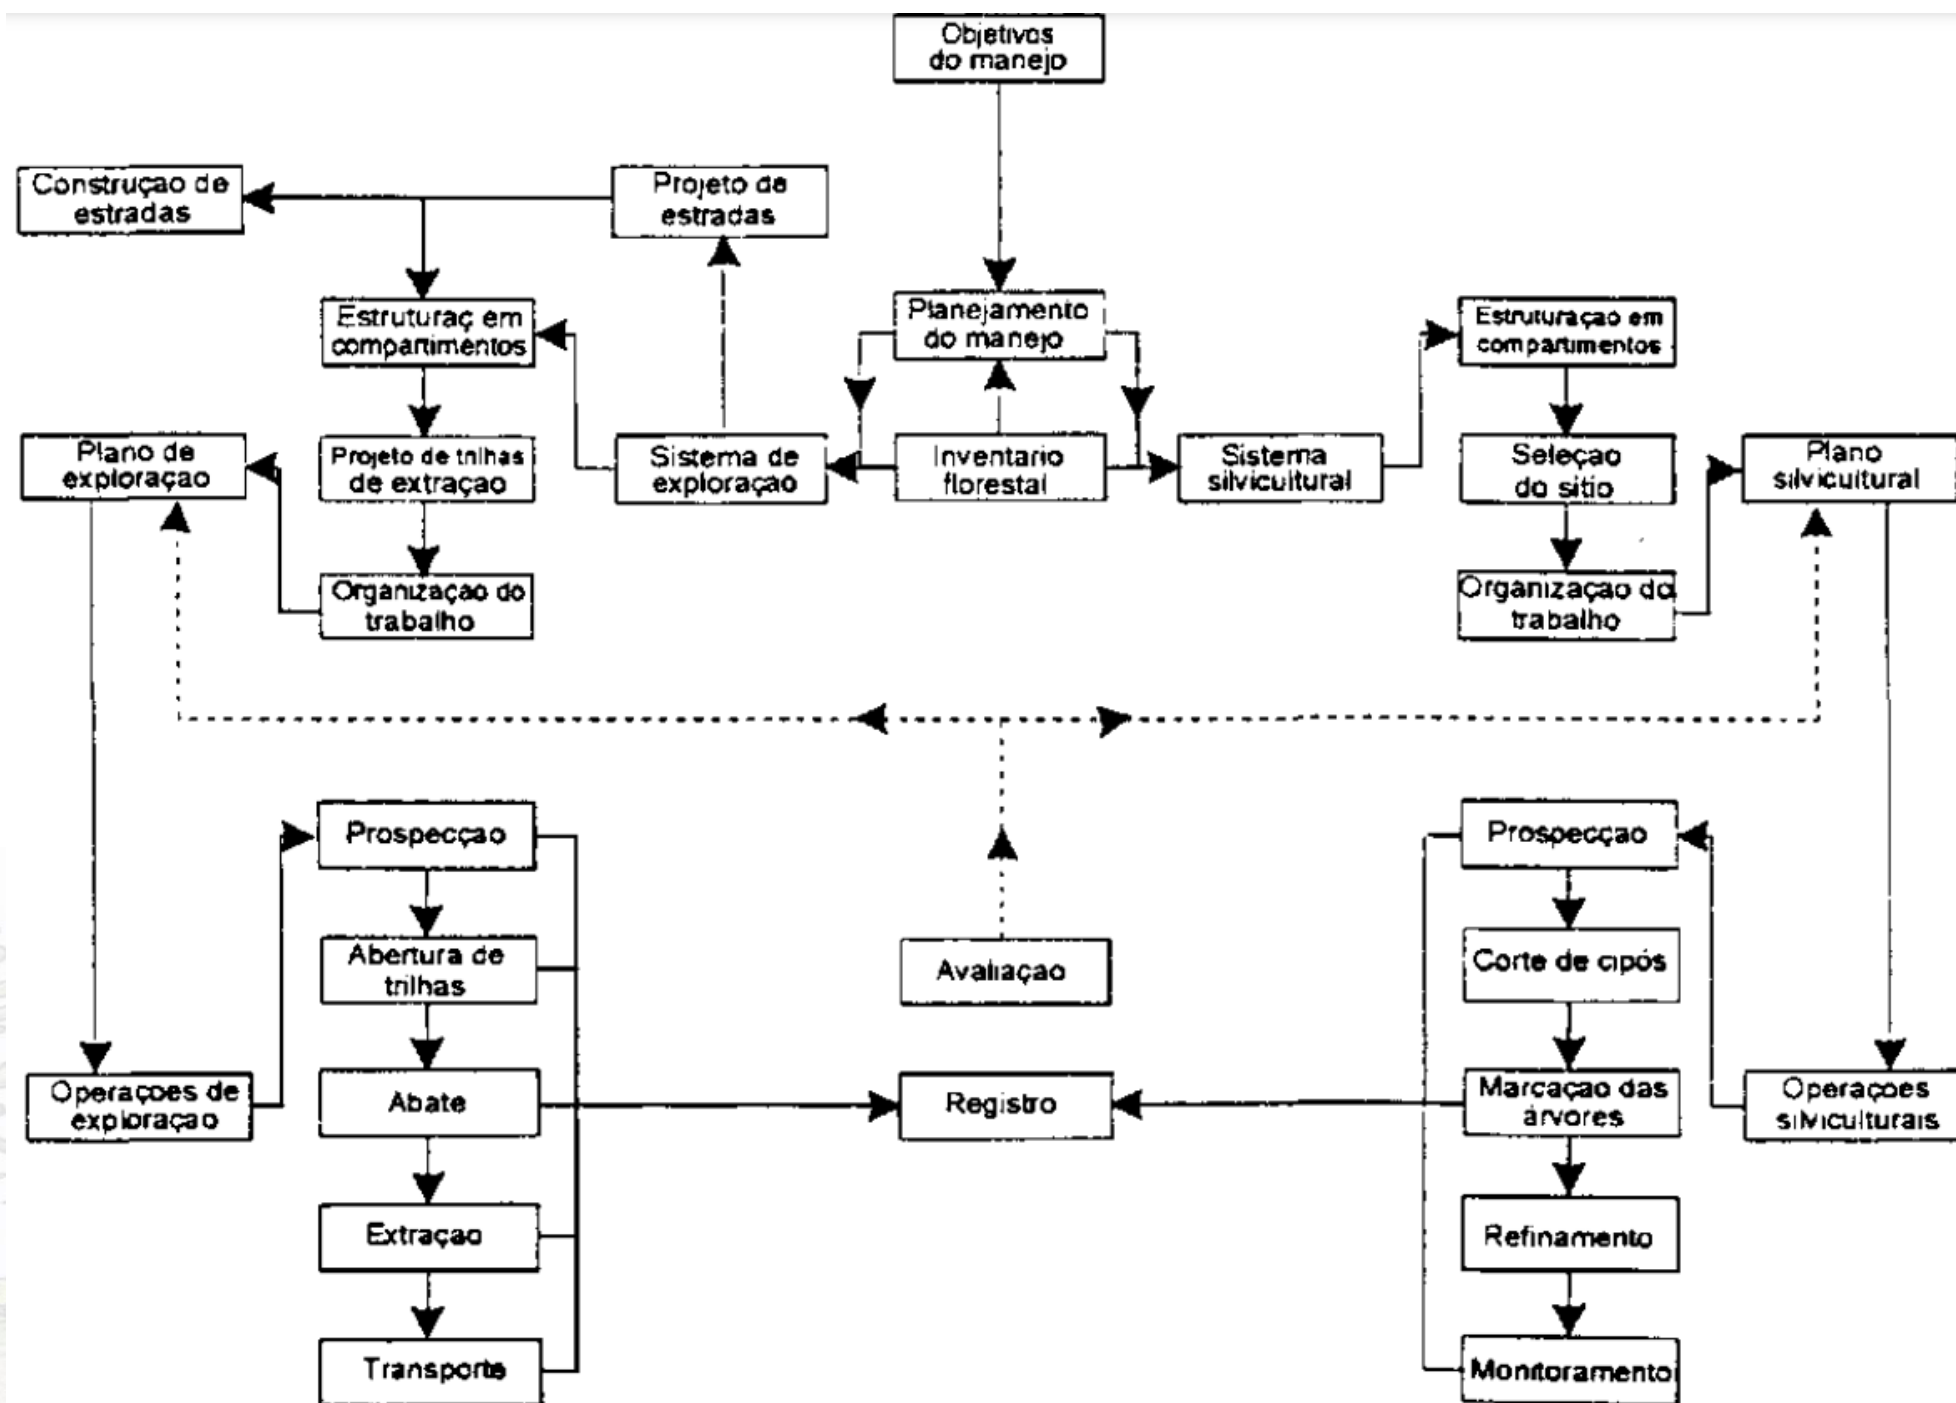 Objetivos
do manejo
Construçao de
estradas
Projeto de
estradas
Planejamento
do manejo
Estruturaç em
compartimentos
Estruturaçao em
compartimentos
Plano de
exploraçao
Projeto de trilhas
de extraçao
Sistema de
exploraçao
Inventario
florestal
Sistema
silvicultural
Seleçao
do sitio
Plano
silvicultural
Organizaçao do
trabalho
Organizaçao do
trabalho
Prospecçao
Prospecçao
Abertura de
trilhas
Avaliaçao
Corte de cipós
Operaçoes de
exploraçao
Abate
Registro
Marcaçao das
árvores
Operaçoes
silviculturais
Extraçao
Refinamento
Transporte
Monitoramento